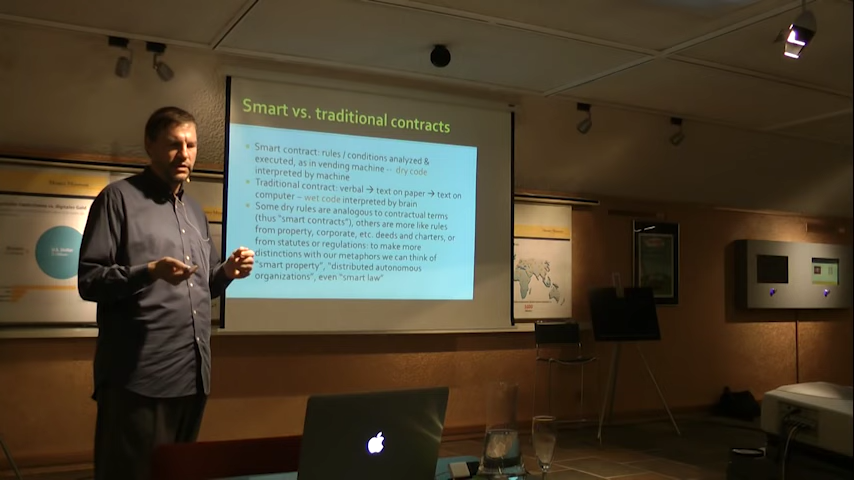 Smart vs. traditional contracts
Smart contract: rules / conditions analyzed &
executed, as in vending machine -- dry code
interpreted by machine
Traditional contract: verbal → text on paper → text on
computer – wet code interpreted by brain
Some dry rules are analogous to contractual terms
(thus "smart contracts"), others are more like rules
from property, corporate, etc. deeds and charters, or
from statutes or regulations: to make more
distinctions with our metaphors we can think of
"smart property", "distributed autonomous
organizations", even "smart law"